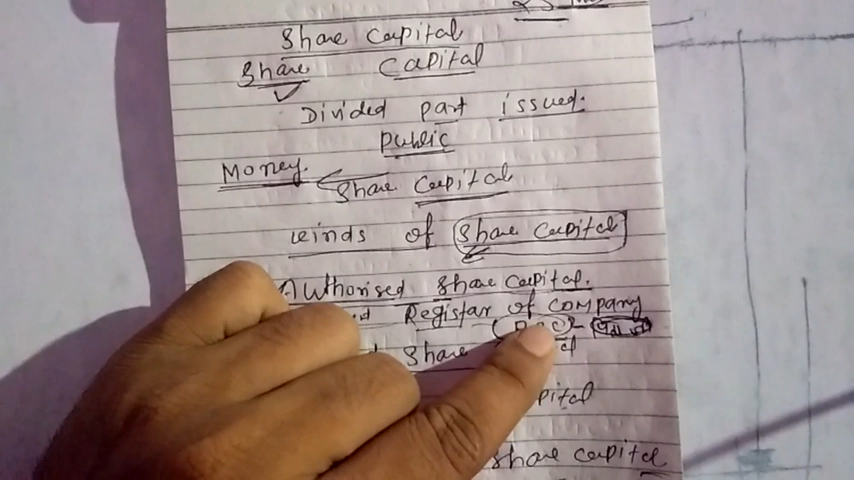 Share Capital
Share Capital
Divided part issued.
Public
Money.
Share Capital
kinds of Share Capital
Authorised Share Capital.
Registar of company
Share
pital
Share capital